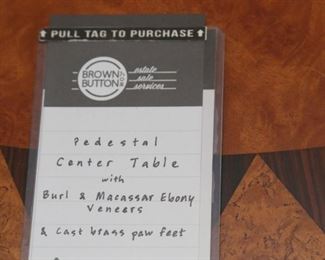 PULL TAG TO PURCHASE
BROWN
BUTTON
estate
sale
services
Pedestal
Center Table
with
Burl & Macassar Ebony
Veneers
& Cast brass paw feet